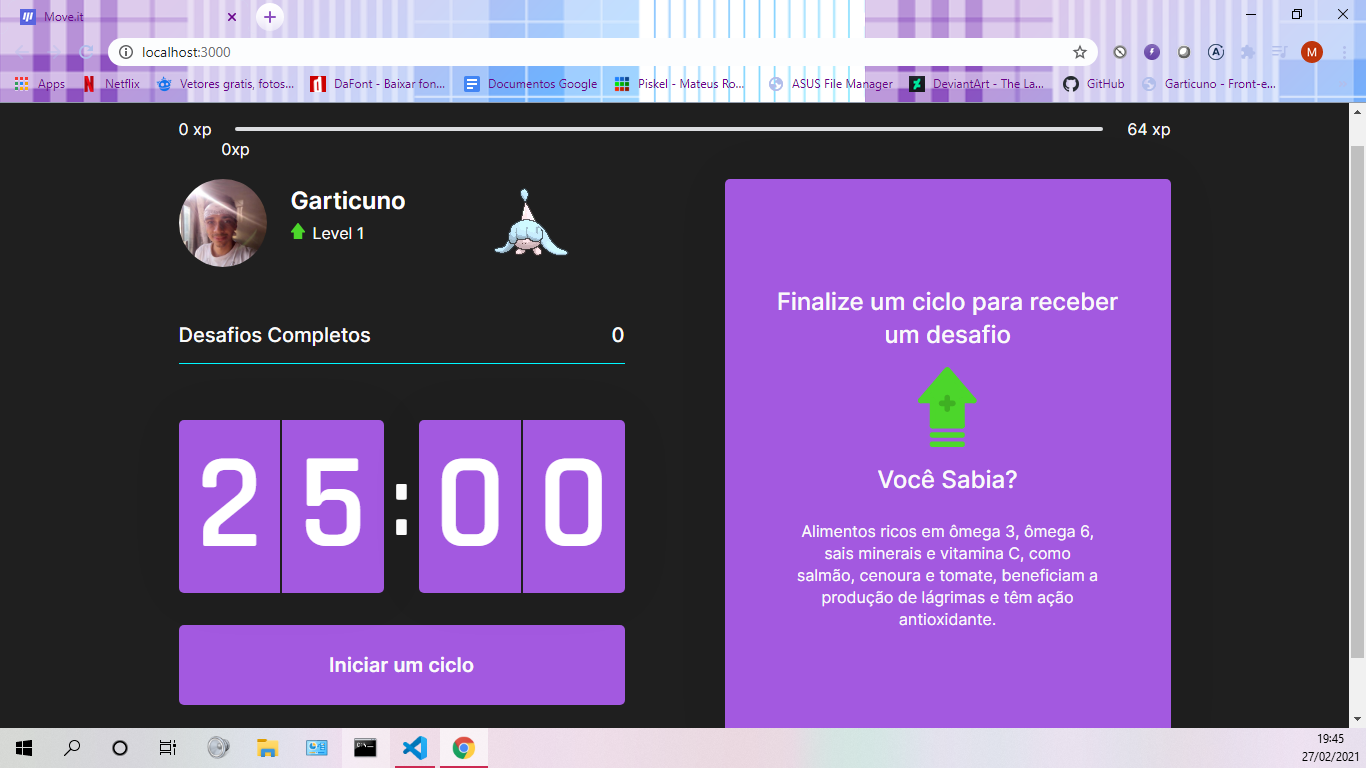 Move.it
localhost:3000
M
Apps
Netflix
Vetores gratis, fotos...
DaFont - Baixar fon...
Documentos Google
Piskel - Mateus Ro...
ASUS File Manager
DeviantArt - The La...
GitHub
Garticuno - Front-e...
0 xp
64 xp
0xp
Garticuno
Level 1
Desafios Completos
0
25:00
Iniciar um ciclo
Finalize um ciclo para receber
um desafio
Você Sabia?
Alimentos ricos em ômega 3, ômega 6,
sais minerais e vitamina C, como
salmão, cenoura e tomate, beneficiam a
produção de lágrimas e têm ação
antioxidante.
19:45
27/02/2021